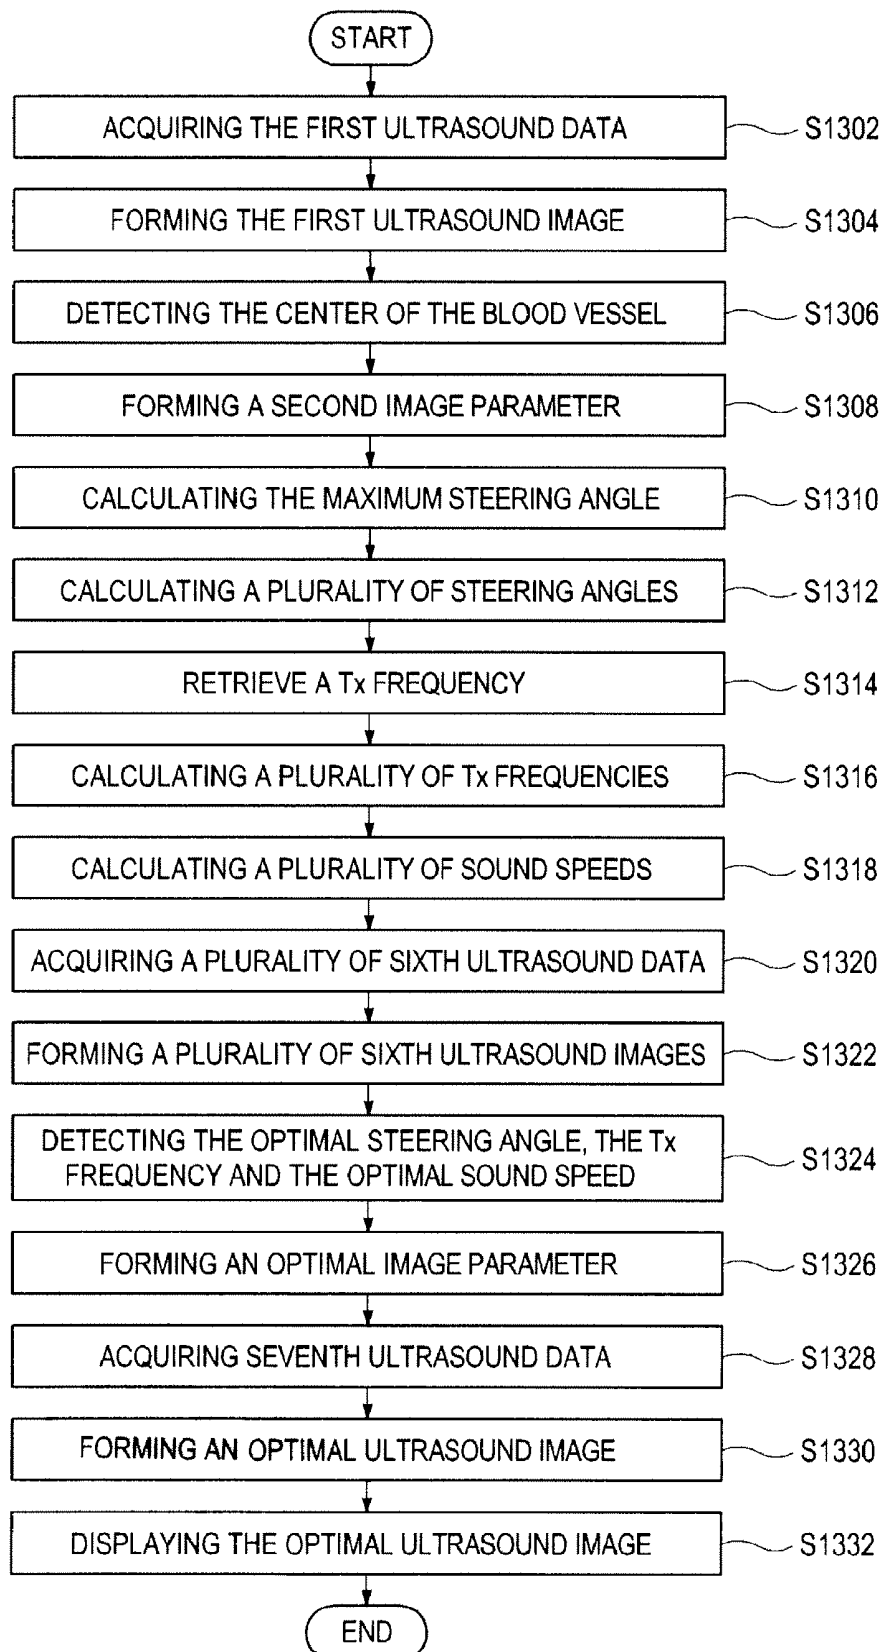 START
ACQUIRING THE FIRST ULTRASOUND DATA S1302
FORMING THE FIRST ULTRASOUND IMAGE S1304
DETECTING THE CENTER OF THE BLOOD VESSEL S1306
FORMING A SECOND IMAGE PARAMETER S1308
CALCULATING THE MAXIMUM STEERING ANGLE S1310
CALCULATING A PLURALITY OF STEERING ANGLES S1312
RETRIEVE A Tx FREQUENCY S1314
CALCULATING A PLURALITY OF Tx FREQUENCIES S1316
CALCULATING A PLURALITY OF SOUND SPEEDS S1318
ACQUIRING A PLURALITY OF SIXTH ULTRASOUND DATA S1320
FORMING A PLURALITY OF SIXTH ULTRASOUND IMAGES S1322
DETECTING THE OPTIMAL STEERING ANGLE, THE Tx
FREQUENCY AND THE OPTIMAL SOUND SPEED S1324
FORMING AN OPTIMAL IMAGE PARAMETER S1326
ACQUIRING SEVENTH ULTRASOUND DATA S1328
FORMING AN OPTIMAL ULTRASOUND IMAGE S1330
DISPLAYING THE OPTIMAL ULTRASOUND IMAGE S1332
END